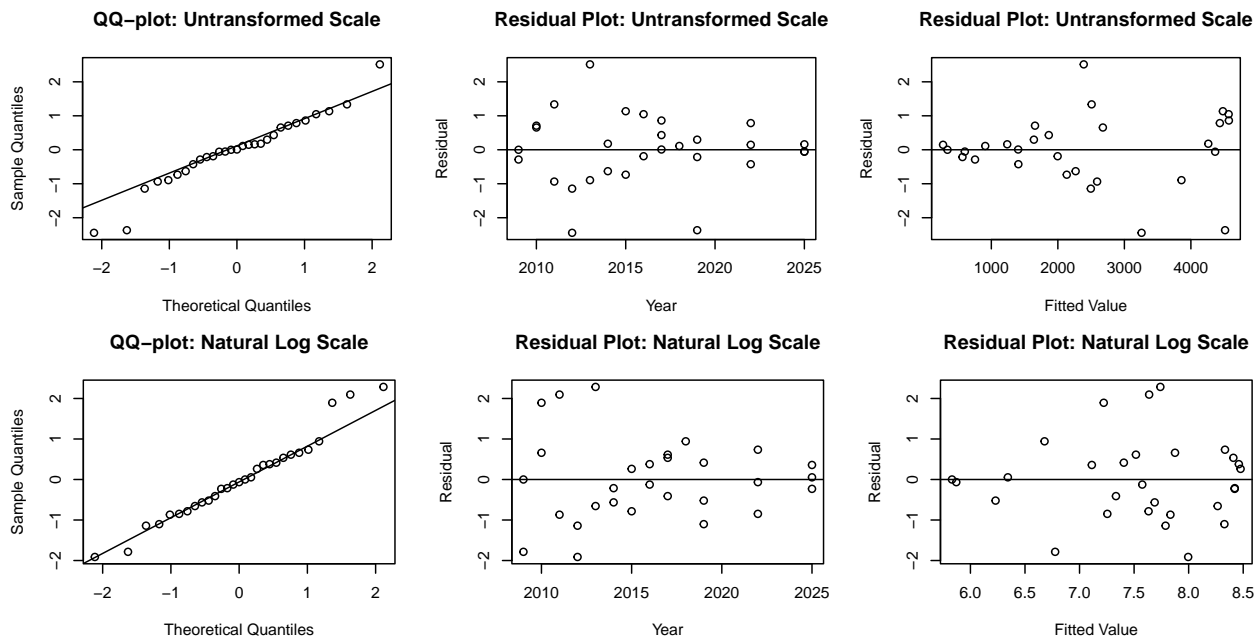 QQ−plot: Untransformed Scale
Sample Quantiles
2
1
0
−1
−2
−2 −1 0 1 2
Theoretical Quantiles
Residual Plot: Untransformed Scale
Residual
2
1
0
−1
−2
2010 2015 2020 2025
Year
Residual Plot: Untransformed Scale
Residual
2
1
0
−1
−2
1000 2000 3000 4000
Fitted Value
QQ−plot: Natural Log Scale
Sample Quantiles
2
1
0
−1
−2
−2 −1 0 1 2
Theoretical Quantiles
Residual Plot: Natural Log Scale
Residual
2
1
0
−1
−2
2010 2015 2020 2025
Year
Residual Plot: Natural Log Scale
Residual
2
1
0
−1
−2
6.0 6.5 7.0 7.5 8.0 8.5
Fitted Value